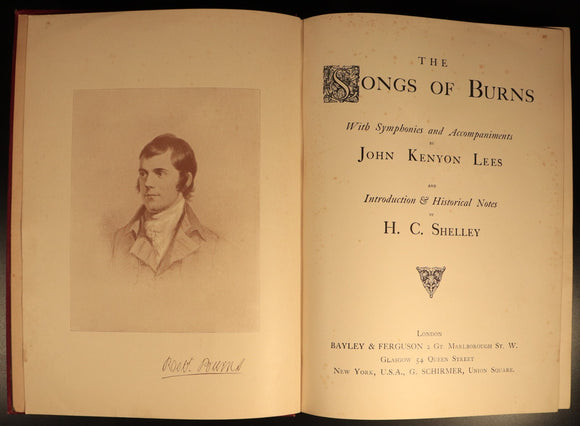 Robt. Burns
THE
SONGS OF BURNS
With Symphonies and Accompaniments
BY
JOHN KENYON LEES
AND
Introduction & Historical Notes
BY
H. C. SHELLEY
LONDON
BAYLEY & FERGUSON 2 GT. MARLBOROUGH ST. W.
GLASGOW 54 QUEEN STREET
NEW YORK, U.S.A., G. SCHIRMER, UNION SQUARE.